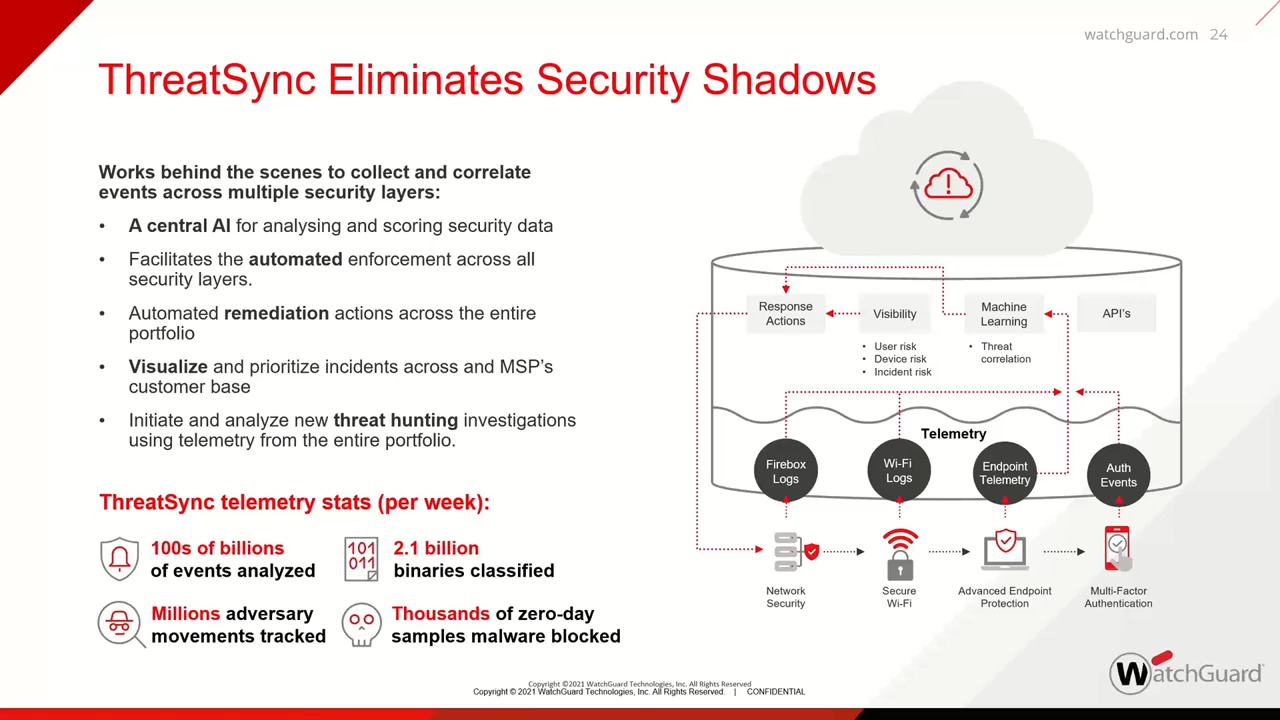 watchguard.com 24
ThreatSync Eliminates Security Shadows
Works behind the scenes to collect and correlate
events across multiple security layers:
• A central AI for analysing and scoring security data
• Facilitates the automated enforcement across all
security layers.
• Automated remediation actions across the entire
portfolio
• Visualize and prioritize incidents across and MSP’s
customer base
• Initiate and analyze new threat hunting investigations
using telemetry from the entire portfolio.
ThreatSync telemetry stats (per week):
100s of billions
of events analyzed
101
011
2.1 billion
binaries classified
Millions adversary
movements tracked
Thousands of zero-day
samples malware blocked
Response
Actions
Visibility
• User risk
• Device risk
• Incident risk
Machine
Learning
• Threat
correlation
API’s
Telemetry
Firebox
Logs
Wi-Fi
Logs
Endpoint
Telemetry
Auth
Events
Network
Security
Secure
Wi-Fi
Advanced Endpoint
Protection
Multi-Factor
Authentication
Copyright ©2021 WatchGuard Technologies, Inc. All Rights Reserved
Copyright © 2021 WatchGuard Technologies, Inc. All Rights Reserved. | CONFIDENTIAL
WatchGuard